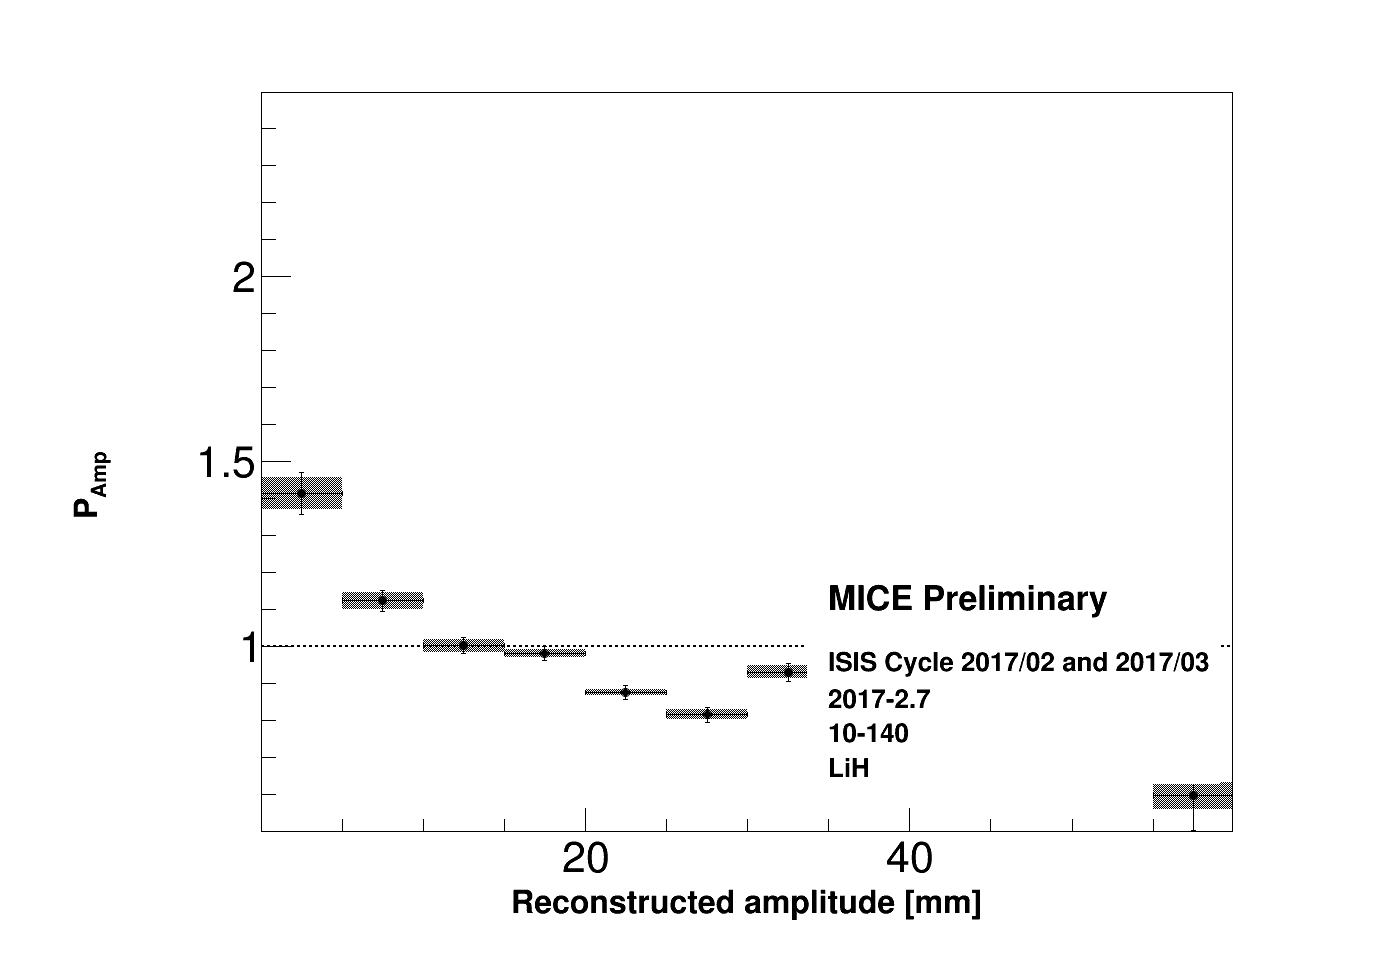 2
1.5
1
P_Amp
MICE Preliminary
ISIS Cycle 2017/02 and 2017/03
2017-2.7
10-140
LiH
20 40
Reconstructed amplitude [mm]